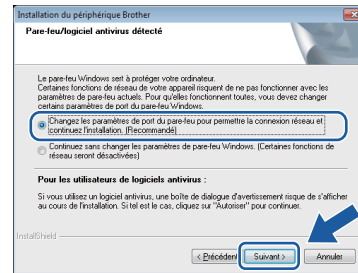 Installation du périphérique Brother
Pare-feu/logiciel antivirus détecté
Le pare-feu Windows sert à protéger votre ordinateur.
Certaines fonctions de réseau de votre appareil risquent de ne pas fonctionner avec les
paramètres de pare-feu actuels. Pour qu'elles fonctionnent toutes, vous devez changer
certains paramètres de port du pare-feu Windows.
Changez les paramètres de port du pare-feu pour permettre la connexion réseau et
continuez l'installation. (Recommandé)
Continuez sans changer les paramètres de pare-feu Windows. (Certaines fonctions de
réseau seront désactivées)
Pour les utilisateurs de logiciels antivirus :
Si vous utilisez un logiciel antivirus, une boîte de dialogue d'avertissement risque de s'afficher
au cours de l'installation. Si tel est le cas, cliquez sur "Autoriser" pour continuer.
InstallShield
< Précédent Suivant > Annuler